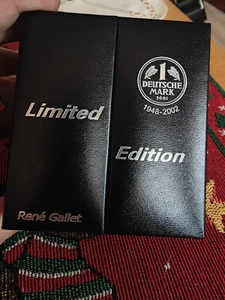 1
DEUTSCHE
MARK
2001
1948-2002
Limited
Edition
René Gallet